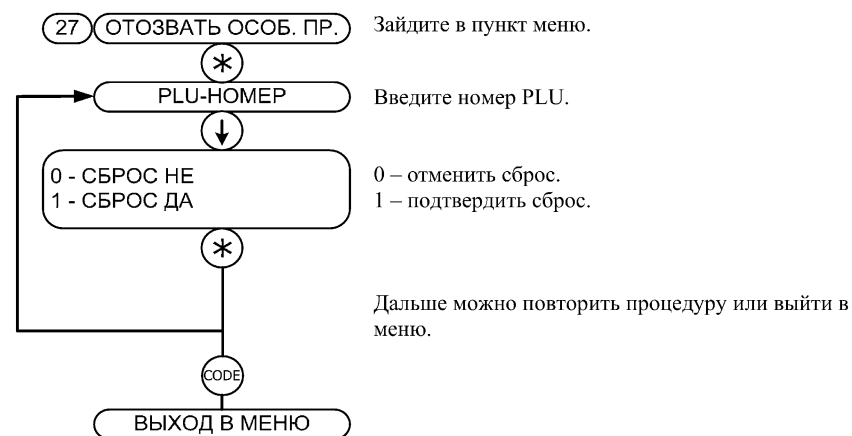 27 ОТОЗВАТЬ ОСОБ. ПР. Зайдите в пункт меню.
*
PLU-НОМЕР Введите номер PLU.
↓
0 - СБРОС НЕ 0 – отменить сброс.
1 - СБРОС ДА 1 – подтвердить сброс.
*
Дальше можно повторить процедуру или выйти в
меню.
CODE
ВЫХОД В МЕНЮ